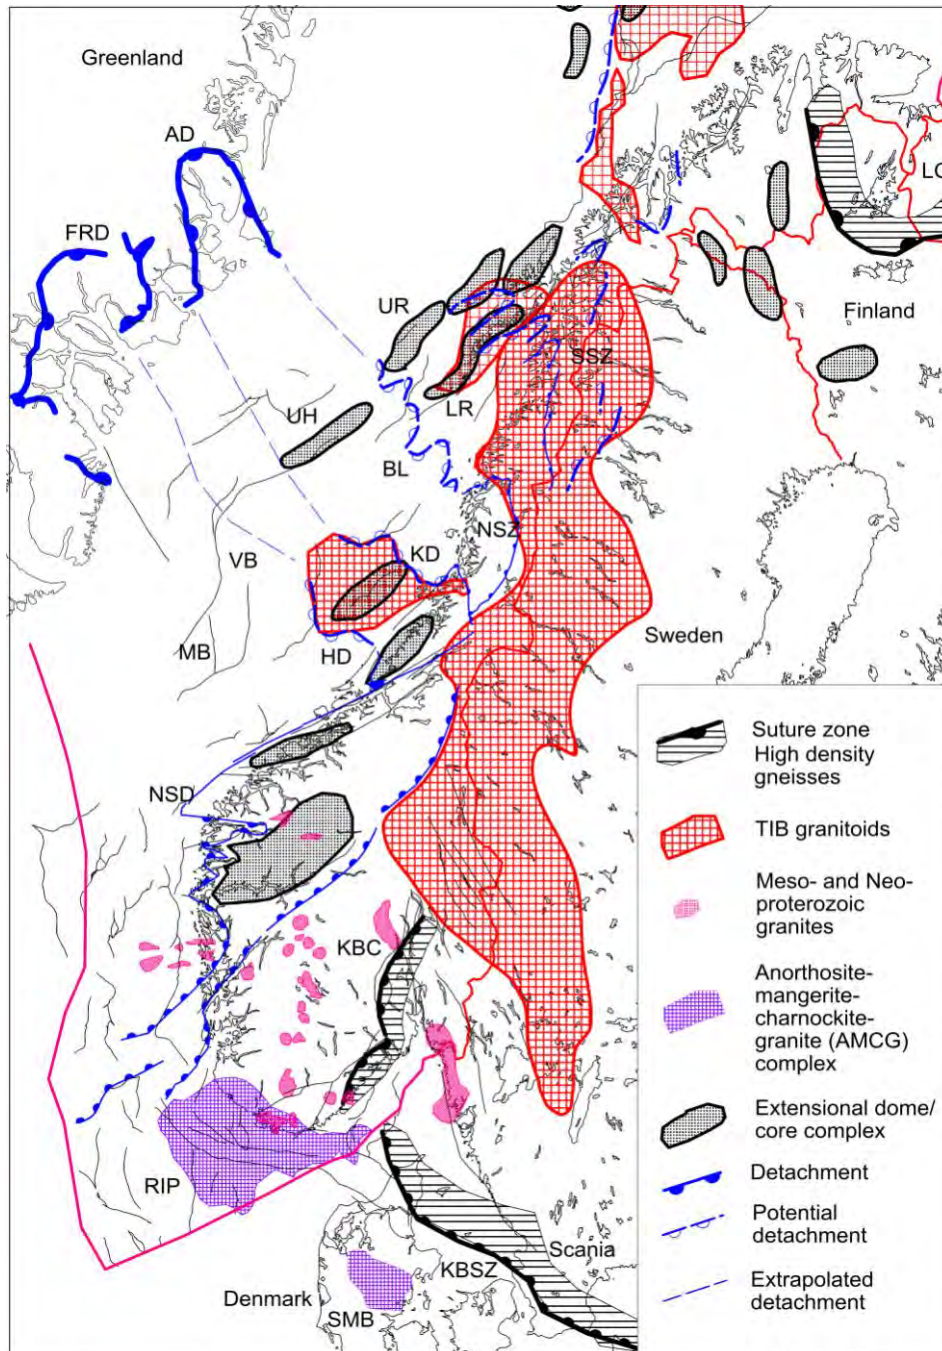 Greenland
AD
FRD
LC
UR
Finland
SSZ
UH
LR
BL
NSZ
VB
KD
Sweden
MB
HD
NSD
KBC
RIP
Scania
KBSZ
Denmark
SMB
Suture zone
High density
gneisses
TIB granitoids
Meso- and Neo-
proterozoic
granites
Anorthosite-
mangerite-
charnockite-
granite (AMCG)
complex
Extensional dome/
core complex
Detachment
Potential
detachment
Extrapolated
detachment